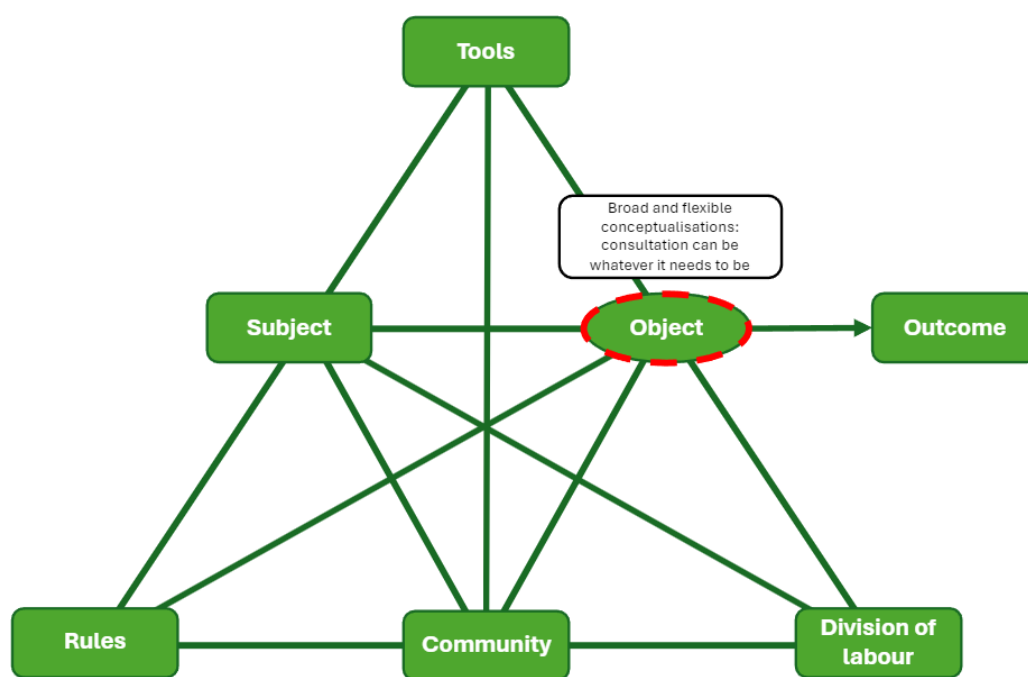 Tools
Broad and flexible
conceptualisations:
consultation can be
whatever it needs to be
Subject
Object
Outcome
Rules
Community
Division of
labour